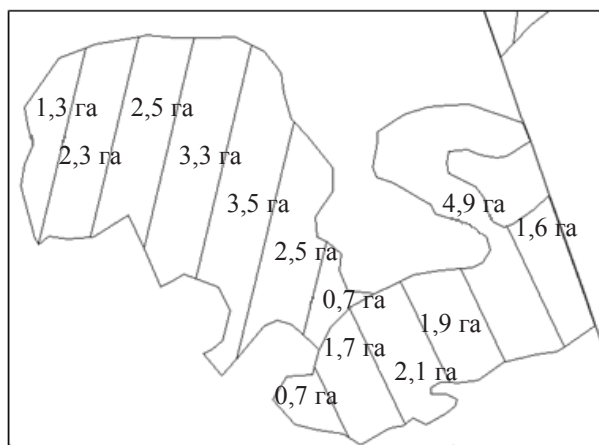 1,3 га
2,5 га
2,3 га
3,3 га
3,5 га
4,9 га
1,6 га
2,5 га
0,7 га
1,9 га
1,7 га
2,1 га
0,7 га